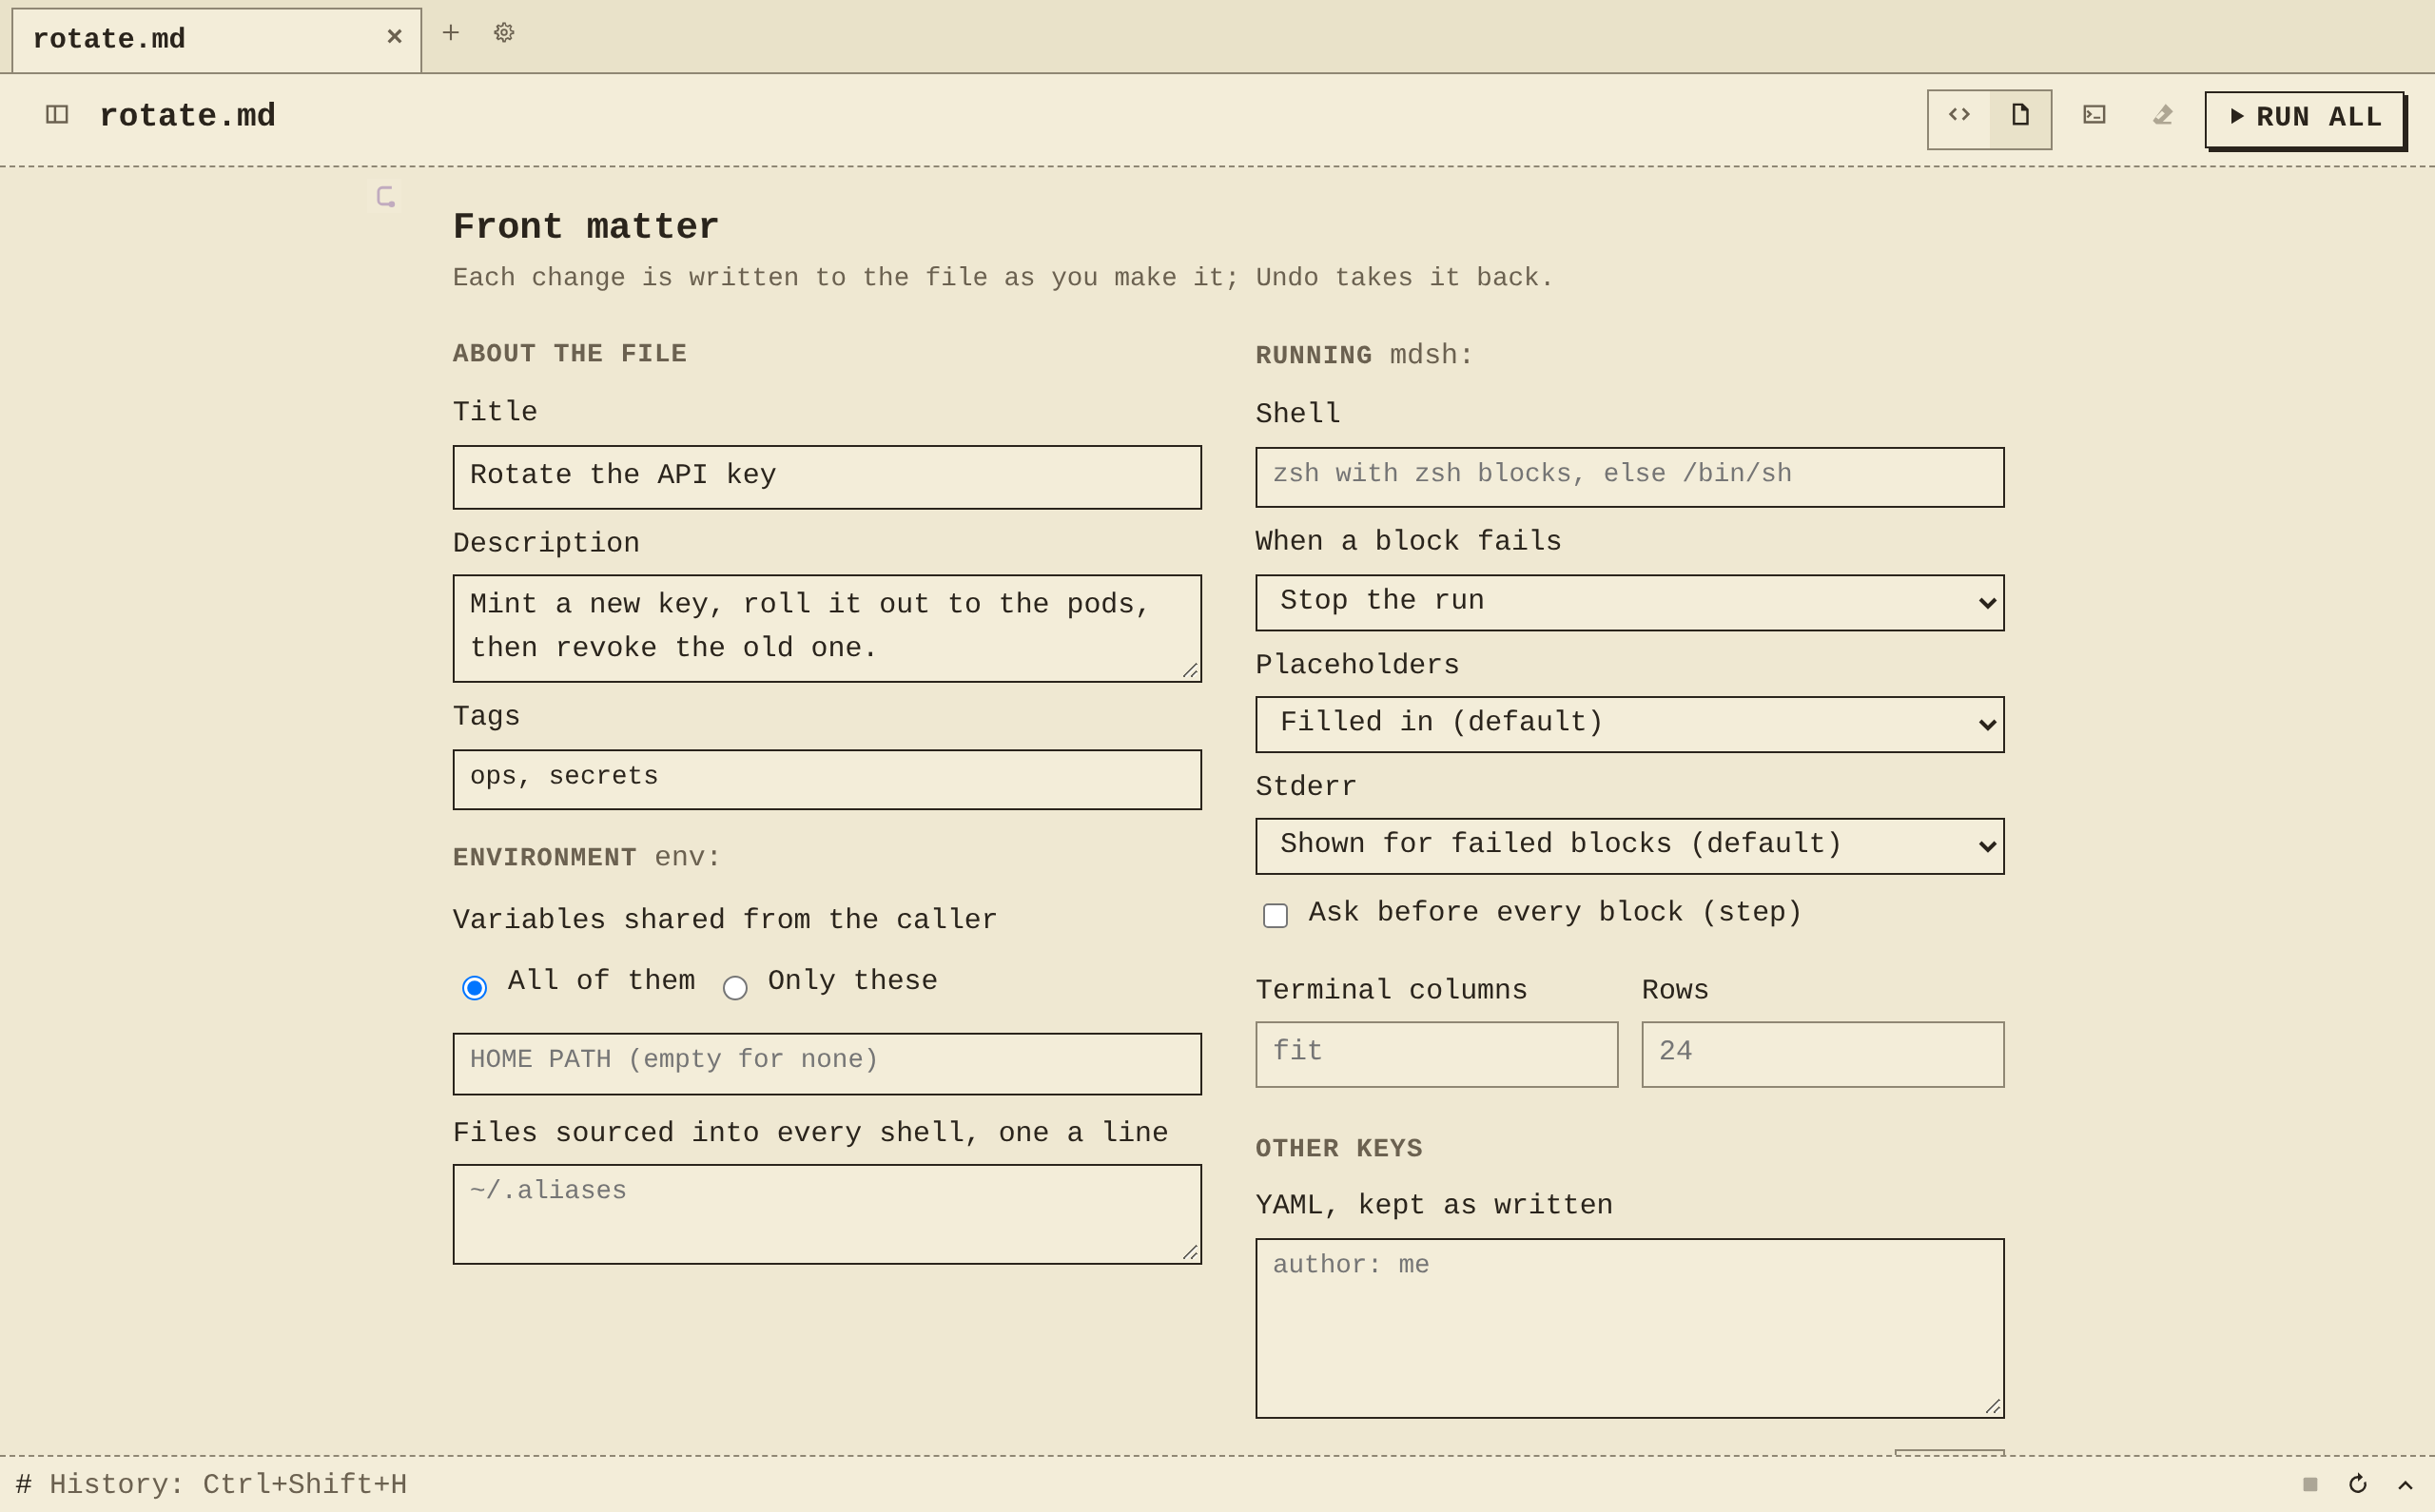 rotate.md
rotate.md
RUN ALL
Front matter
Each change is written to the file as you make it; Undo takes it back.
ABOUT THE FILE
Title
Rotate the API key
Description
Mint a new key, roll it out to the pods,
then revoke the old one.
Tags
ops, secrets
ENVIRONMENT env:
Variables shared from the caller
All of them Only these
HOME PATH (empty for none)
Files sourced into every shell, one a line
~/.aliases
RUNNING mdsh:
Shell
zsh with zsh blocks, else /bin/sh
When a block fails
Stop the run
Placeholders
Filled in (default)
Stderr
Shown for failed blocks (default)
Ask before every block (step)
Terminal columns Rows
fit 24
OTHER KEYS
YAML, kept as written
author: me
# History: Ctrl+Shift+H